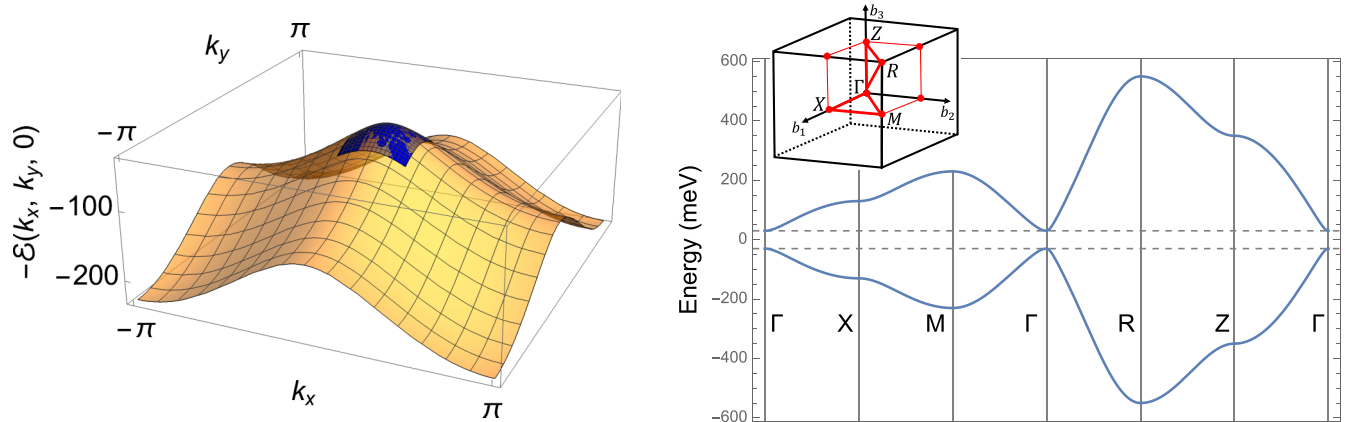 π
k_y
−π
−ℰ(k_x, k_y, 0)
−100
−200
−π
k_x
π
b_3
Z
R
Γ
X
M
b_1
b_2
Energy (meV)
600
400
200
0
−200
−400
−600
Γ X M Γ R Z Γ